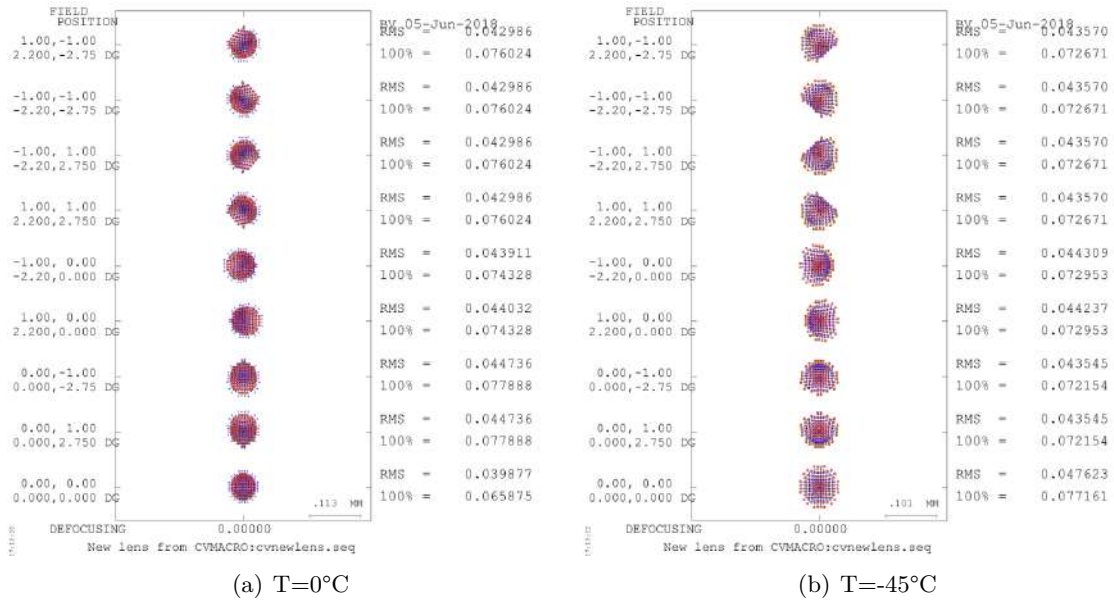 FIELD
POSITION
BV 05-Jun-2018
1.00,-1.00
2.200,-2.75 DG
RMS = 0.042986
100% = 0.076024
-1.00,-1.00
-2.20,-2.75 DG
RMS = 0.042986
100% = 0.076024
-1.00, 1.00
-2.20,2.750 DG
RMS = 0.042986
100% = 0.076024
1.00, 1.00
2.200,2.750 DG
RMS = 0.042986
100% = 0.076024
-1.00, 0.00
-2.20,0.000 DG
RMS = 0.043911
100% = 0.074328
1.00, 0.00
2.200,0.000 DG
RMS = 0.044032
100% = 0.074328
0.00,-1.00
0.000,-2.75 DG
RMS = 0.044736
100% = 0.077888
0.00, 1.00
0.000,2.750 DG
RMS = 0.044736
100% = 0.077888
0.00, 0.00
0.000,0.000 DG
RMS = 0.039877
100% = 0.065875
.113 MM
DEFOCUSING 0.00000
New lens from CVMACRO:cvnewlens.seq
(a) T=0°C
FIELD
POSITION
BV 05-Jun-2018
1.00,-1.00
2.200,-2.75 DG
RMS = 0.043570
100% = 0.072671
-1.00,-1.00
-2.20,-2.75 DG
RMS = 0.043570
100% = 0.072671
-1.00, 1.00
-2.20,2.750 DG
RMS = 0.043570
100% = 0.072671
1.00, 1.00
2.200,2.750 DG
RMS = 0.043570
100% = 0.072671
-1.00, 0.00
-2.20,0.000 DG
RMS = 0.044309
100% = 0.072953
1.00, 0.00
2.200,0.000 DG
RMS = 0.044237
100% = 0.072953
0.00,-1.00
0.000,-2.75 DG
RMS = 0.043545
100% = 0.072154
0.00, 1.00
0.000,2.750 DG
RMS = 0.043545
100% = 0.072154
0.00, 0.00
0.000,0.000 DG
RMS = 0.047623
100% = 0.077161
.101 MM
DEFOCUSING 0.00000
New lens from CVMACRO:cvnewlens.seq
(b) T=-45°C